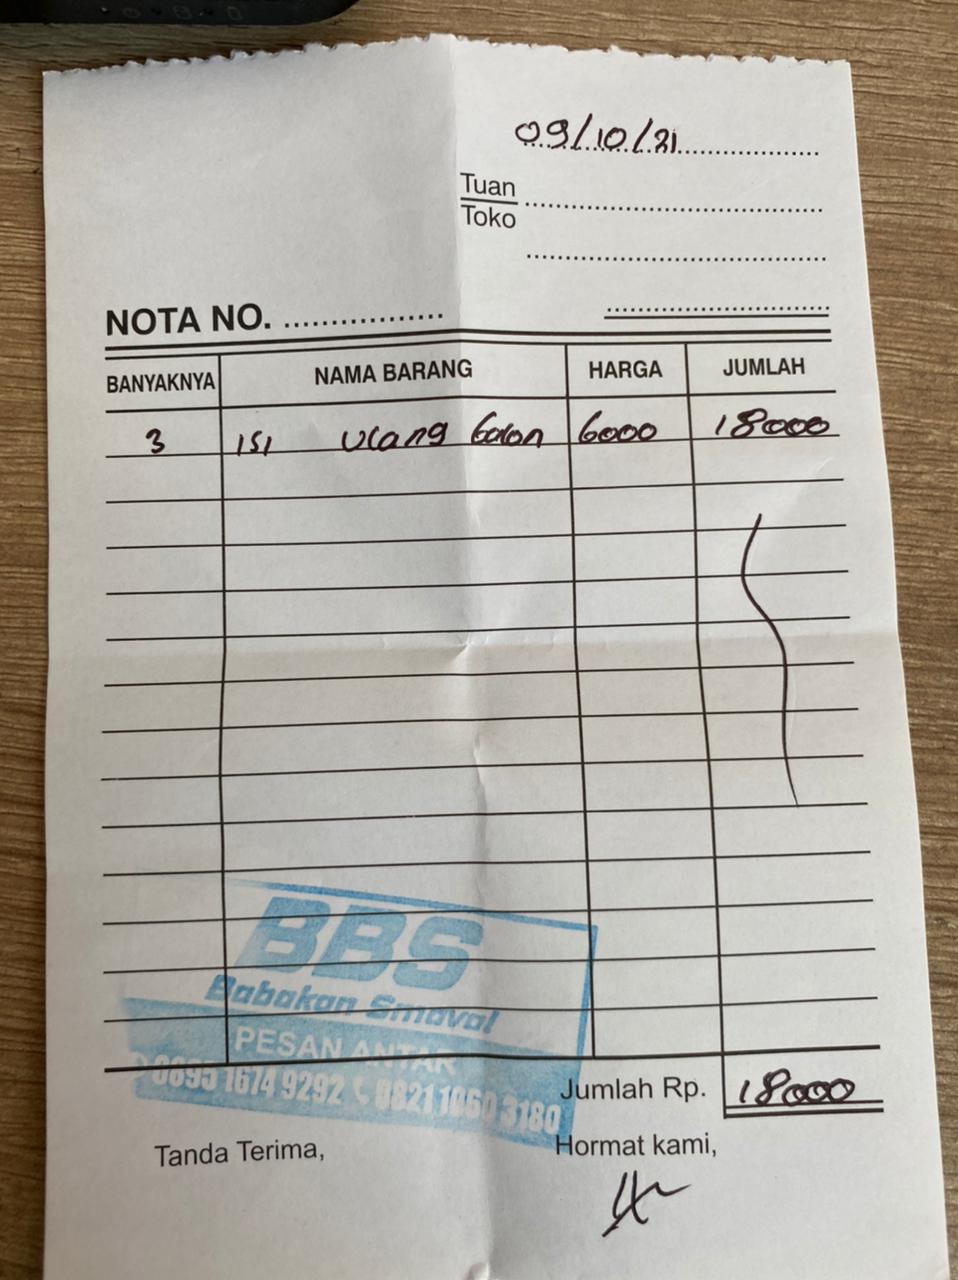 09/10/21
Tuan
Toko
NOTA NO.
BANYAKNYA NAMA BARANG HARGA JUMLAH
3 isi ulang Galon 6000 18000
BBS
Babakan Smaval
PESAN ANTAR
0895 1674 9292 0821 1060 3180
Jumlah Rp. 18000
Tanda Terima, Hormat kami,